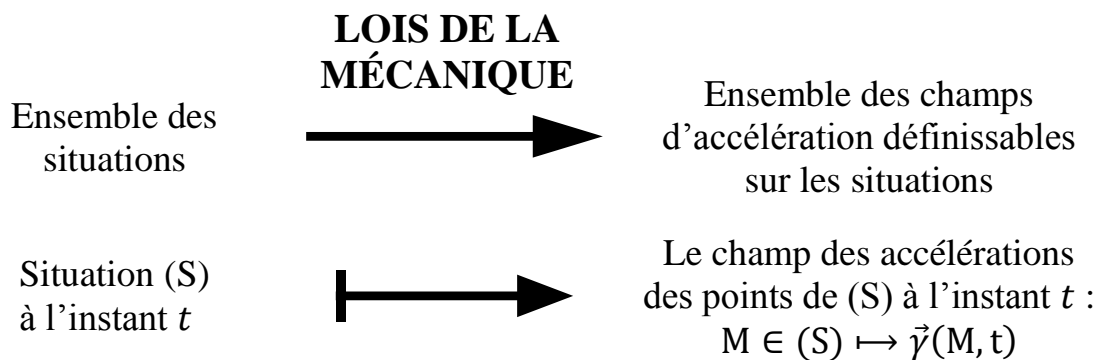 LOIS DE LA
MÉCANIQUE
Ensemble des
situations
Ensemble des champs
d’accélération définissables
sur les situations
Situation (S)
à l’instant t
Le champ des accélérations
des points de (S) à l’instant t :
M ∈ (S) ⟼ γ⃗(M, t)